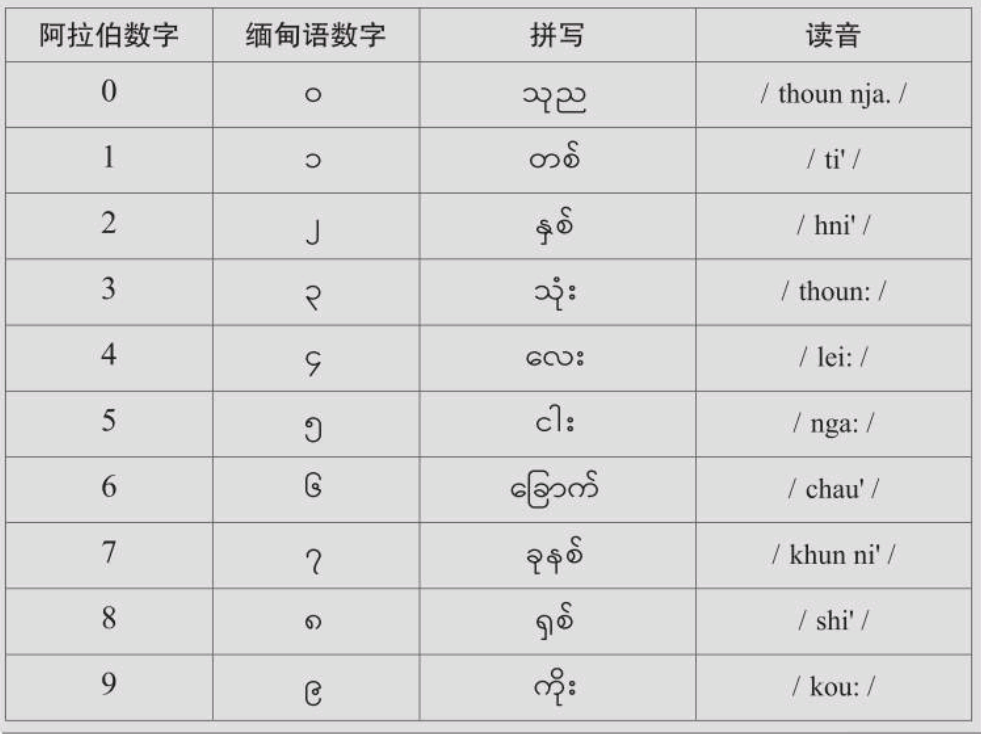 阿拉伯数字 缅甸语数字 拼写 读音
0 ၀ သုည / thoun nja. /
1 ၁ တစ် / ti' /
2 ၂ နှစ် / hni' /
3 ၃ သုံး / thoun: /
4 ၄ လေး / lei: /
5 ၅ ငါး / nga: /
6 ၆ ခြောက် / chau' /
7 ၇ ခုနစ် / khun ni' /
8 ၈ ရှစ် / shi' /
9 ၉ ကိုး / kou: /